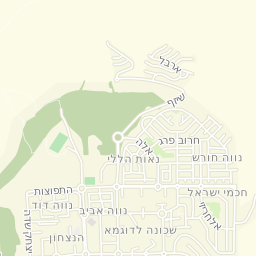 ארבל
שקד
חרוב פרג
אלה
נאות הללי
נווה חורש
חכמי ישראל
התפוצות
נווה דוד
נווה אביב
אלחריזי
שכונה לדוגמא
הנצחון